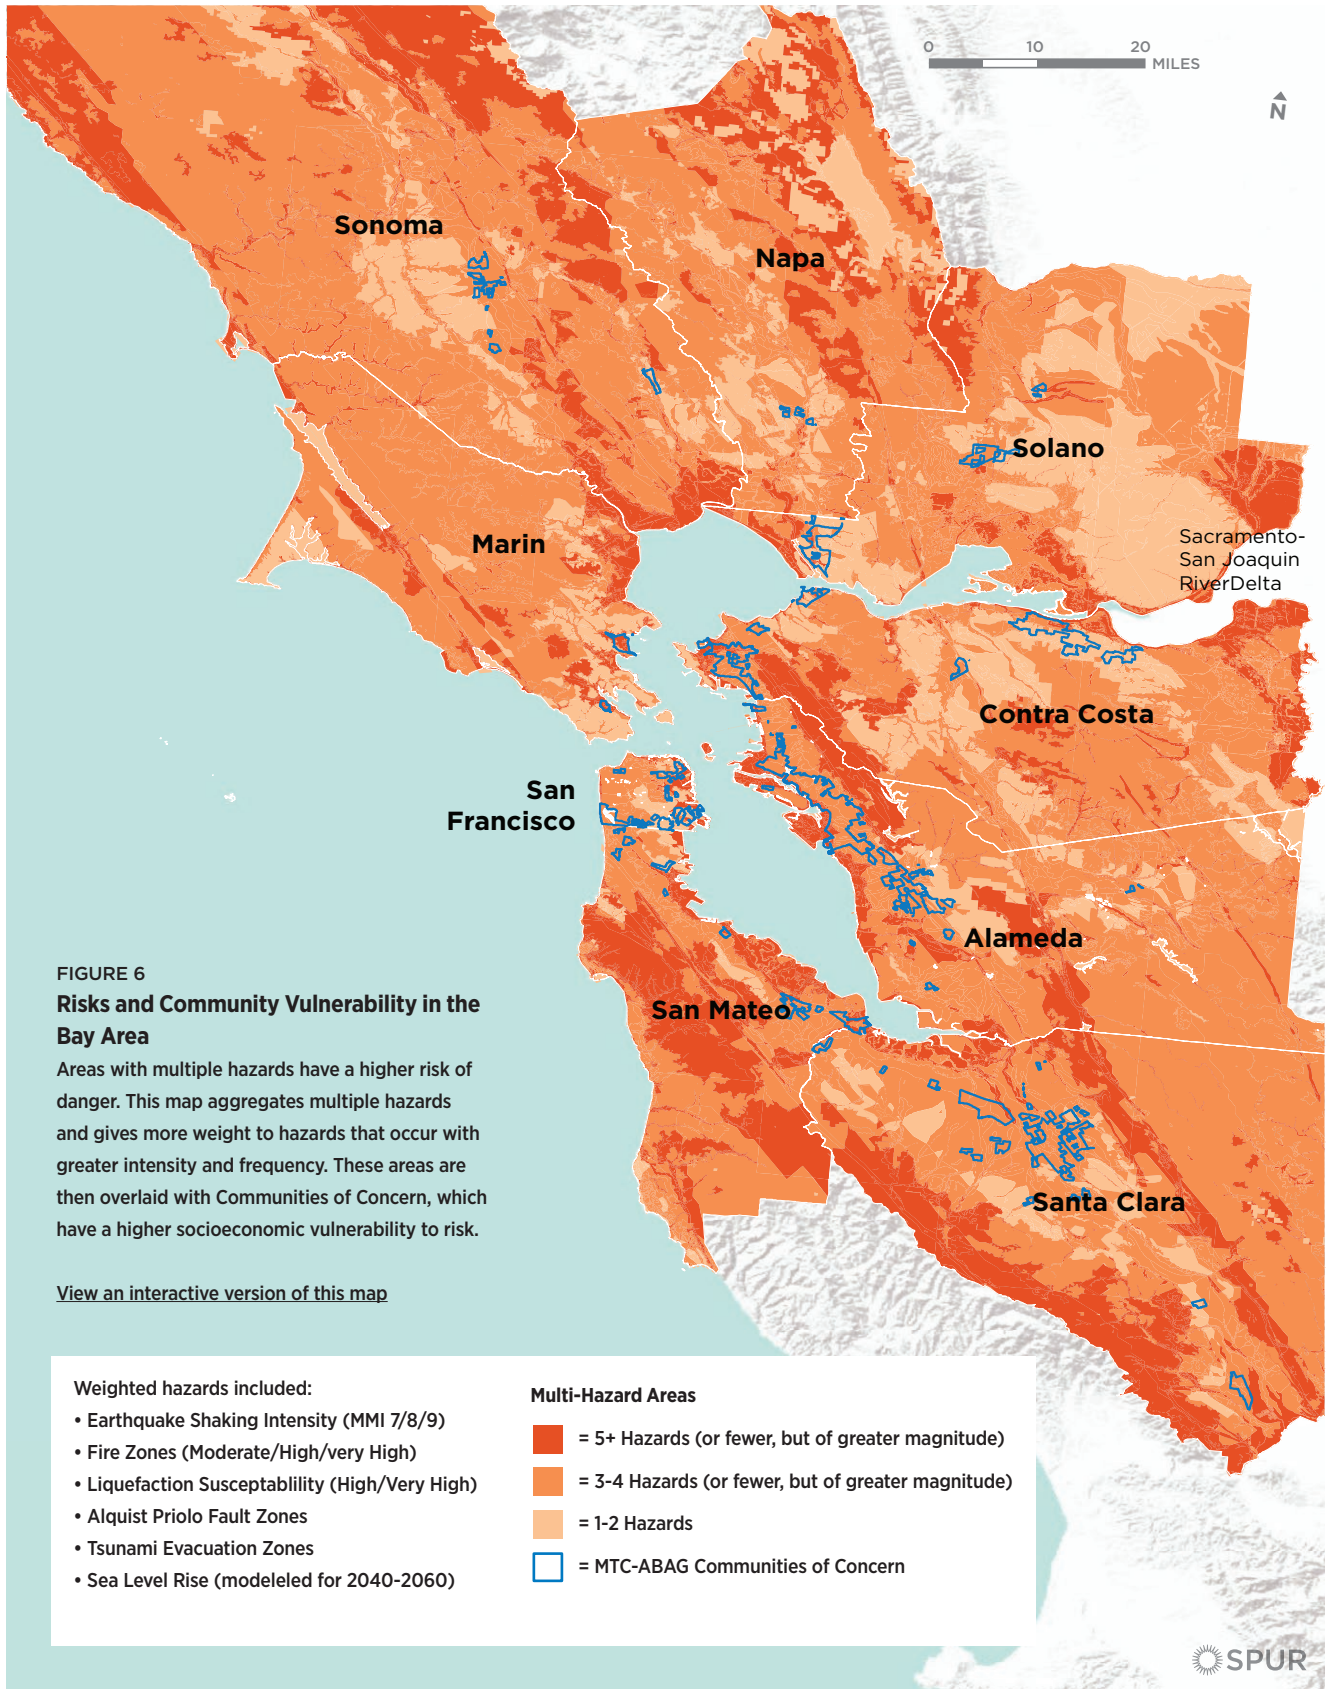 0 10 20
MILES
N
Sonoma
Napa
Solano
Sacramento-
San Joaquin
RiverDelta
Marin
Contra Costa
San
Francisco
Alameda
San Mateo
Santa Clara
FIGURE 6
Risks and Community Vulnerability in the
Bay Area
Areas with multiple hazards have a higher risk of
danger. This map aggregates multiple hazards
and gives more weight to hazards that occur with
greater intensity and frequency. These areas are
then overlaid with Communities of Concern, which
have a higher socioeconomic vulnerability to risk.
View an interactive version of this map
Weighted hazards included:
• Earthquake Shaking Intensity (MMI 7/8/9)
• Fire Zones (Moderate/High/very High)
• Liquefaction Susceptablility (High/Very High)
• Alquist Priolo Fault Zones
• Tsunami Evacuation Zones
• Sea Level Rise (modeleled for 2040-2060)
Multi-Hazard Areas
= 5+ Hazards (or fewer, but of greater magnitude)
= 3-4 Hazards (or fewer, but of greater magnitude)
= 1-2 Hazards
= MTC-ABAG Communities of Concern
SPUR